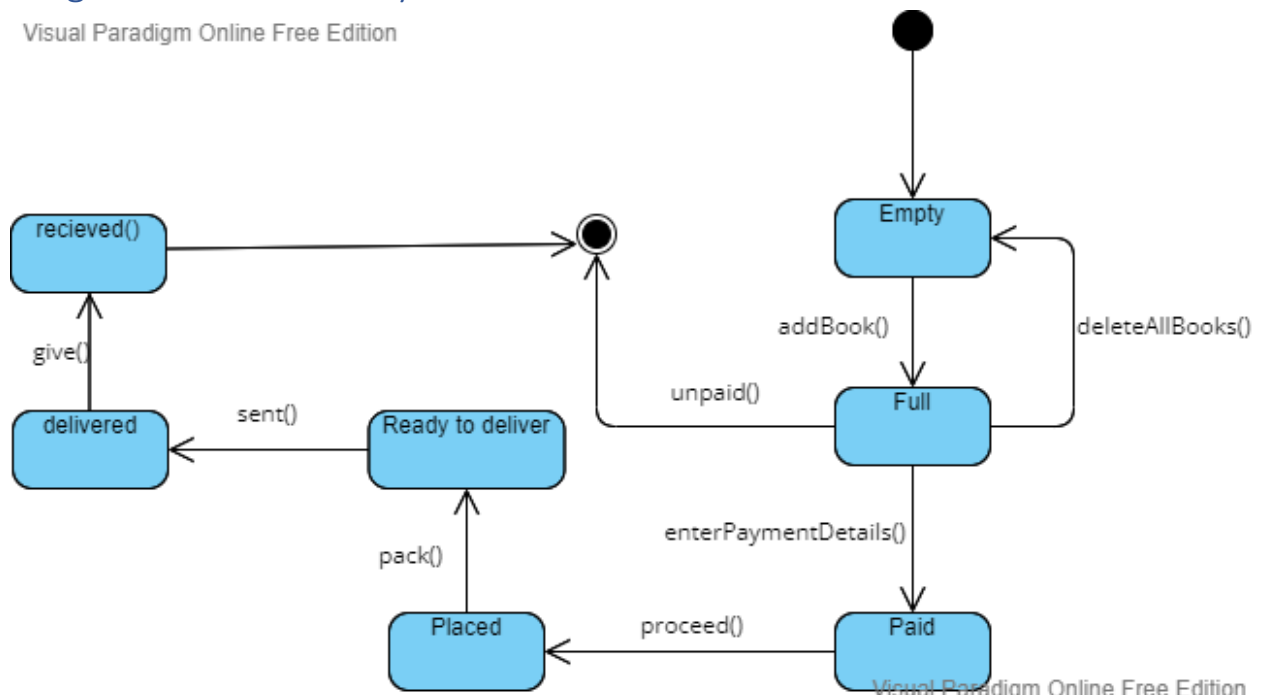 Visual Paradigm Online Free Edition
Empty
recieved()
addBook()
deleteAllBooks()
give()
unpaid()
Full
delivered
sent()
Ready to deliver
enterPaymentDetails()
pack()
Placed
proceed()
Paid
Visual Paradigm Online Free Edition